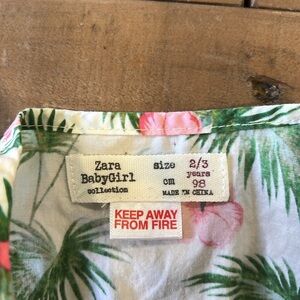 Zara
BabyGirl
collection
size 2/3
years
cm 98
MADE IN CHINA
KEEP AWAY
FROM FIRE